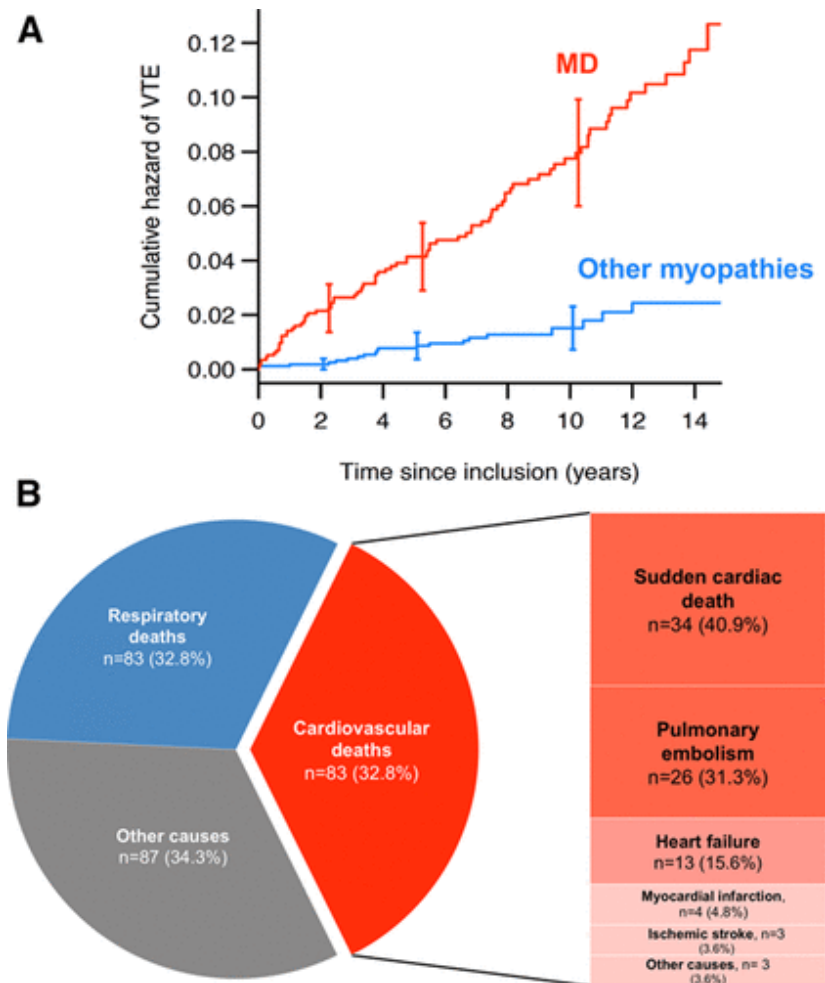 A
Cumulative hazard of VTE
0.12
0.10
0.08
0.06
0.04
0.02
0.00
MD
Other myopathies
0 2 4 6 8 10 12 14
Time since inclusion (years)
B
Respiratory
deaths
n=83 (32.8%)
Cardiovascular
deaths
n=83 (32.8%)
Other causes
n=87 (34.3%)
Sudden cardiac
death
n=34 (40.9%)
Pulmonary
embolism
n=26 (31.3%)
Heart failure
n=13 (15.6%)
Myocardial infarction,
n=4 (4.8%)
Ischemic stroke, n=3
(3.6%)
Other causes, n= 3
(3.6%)